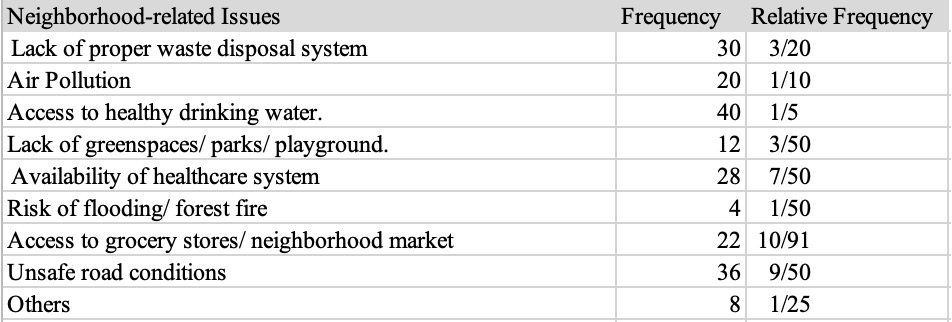 Neighborhood-related Issues Frequency Relative Frequency
Lack of proper waste disposal system 30 3/20
Air Pollution 20 1/10
Access to healthy drinking water. 40 1/5
Lack of greenspaces/ parks/ playground. 12 3/50
Availability of healthcare system 28 7/50
Risk of flooding/ forest fire 4 1/50
Access to grocery stores/ neighborhood market 22 10/91
Unsafe road conditions 36 9/50
Others 8 1/25